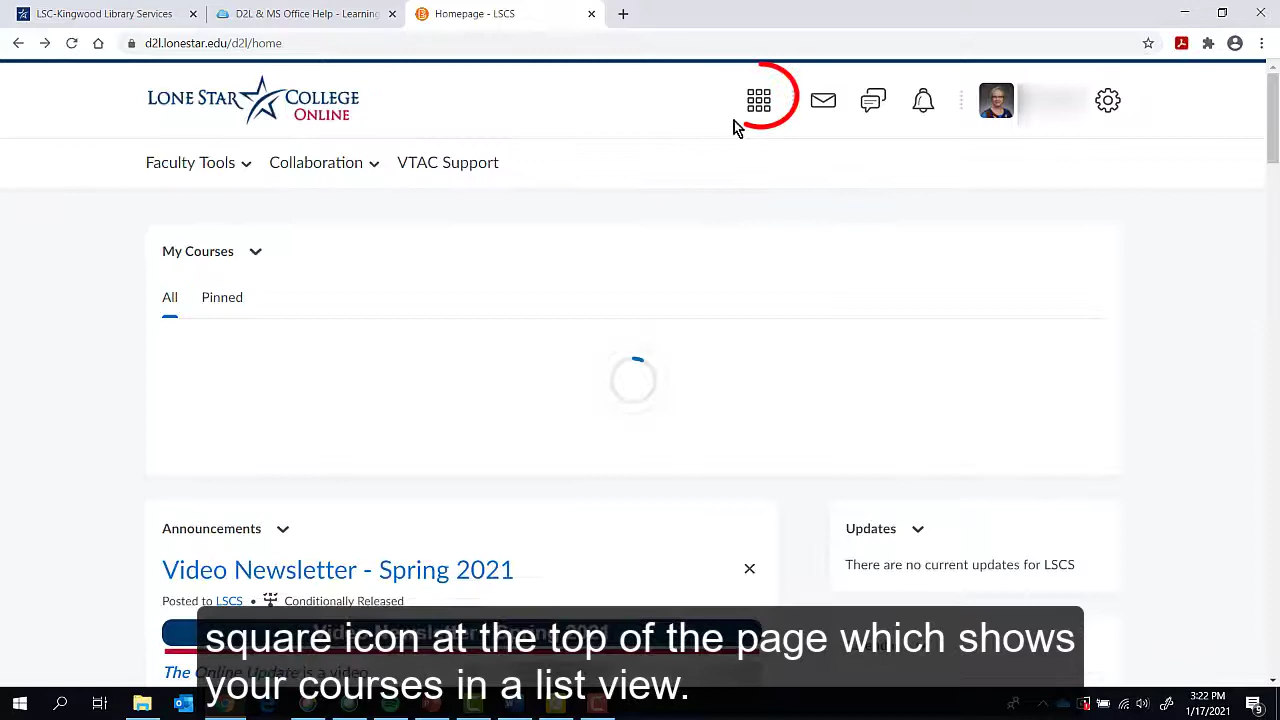 LSC-Kingwood Library Services
D2L & MS Office Help - Learning
Homepage - LSCS
d2l.lonestar.edu/d2l/home
LONE STAR COLLEGE
ONLINE
Faculty Tools
Collaboration
VTAC Support
My Courses
All
Pinned
Announcements
Video Newsletter - Spring 2021
Posted to LSCS • Conditionally Released
The Online Update is a video
Updates
There are no current updates for LSCS
square icon at the top of the page which shows
your courses in a list view.
3:22 PM
1/17/2021